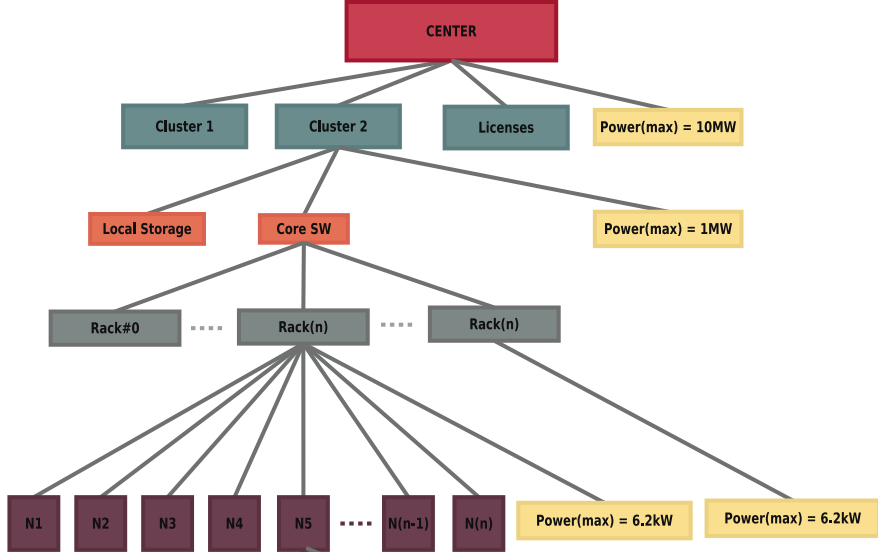 CENTER
Cluster 1
Cluster 2
Licenses
Power(max) = 10MW
Local Storage
Core SW
Power(max) = 1MW
Rack#0
Rack(n)
Rack(n)
N1
N2
N3
N4
N5
N(n-1)
N(n)
Power(max) = 6.2kW
Power(max) = 6.2kW